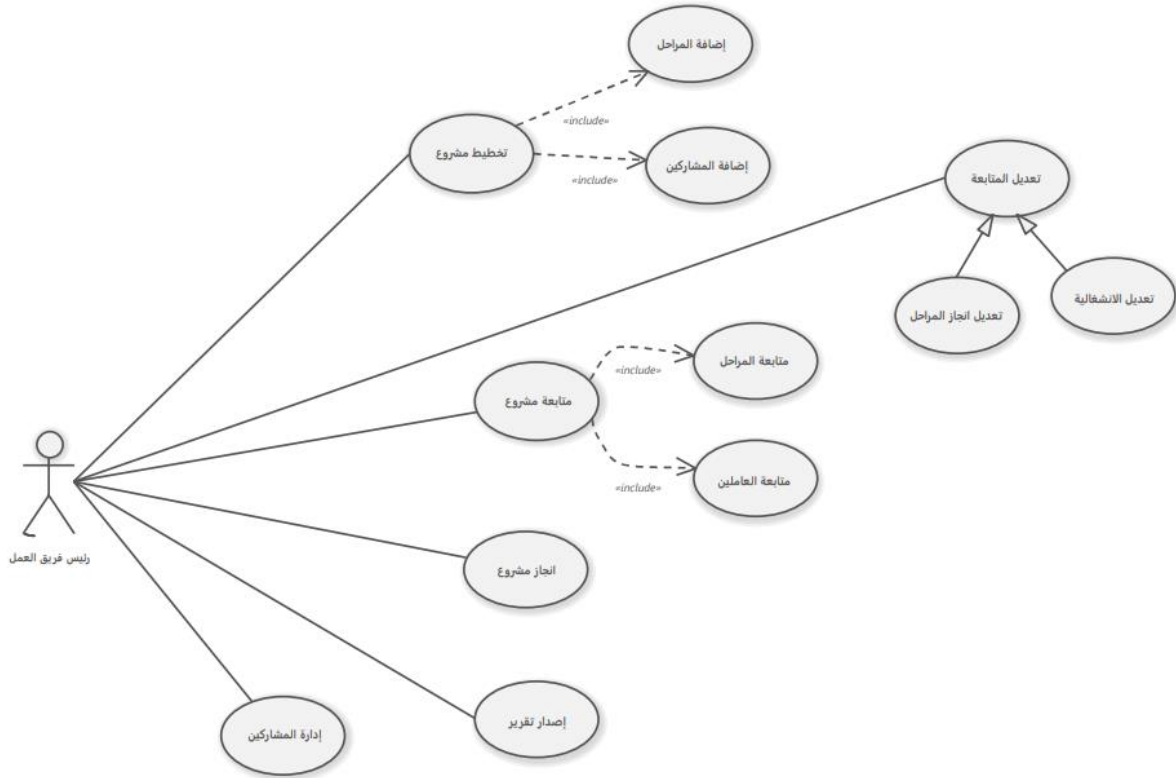 إضافة المراحل
«include»
تخطيط مشروع
إضافة المشاركين
«include»
تعديل المتابعة
تعديل الانشغالية
تعديل انجاز المراحل
متابعة المراحل
«include»
متابعة مشروع
متابعة العاملين
«include»
رئيس فريق العمل
انجاز مشروع
إصدار تقرير
إدارة المشاركين